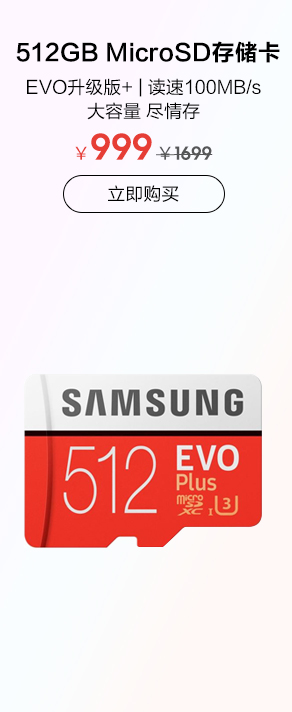 512GB MicroSD存储卡
EVO升级版+ | 读速100MB/s
大容量 尽情存
¥999 ¥1699
立即购买
SAMSUNG
512 EVO
Plus
micro SD XC I U3